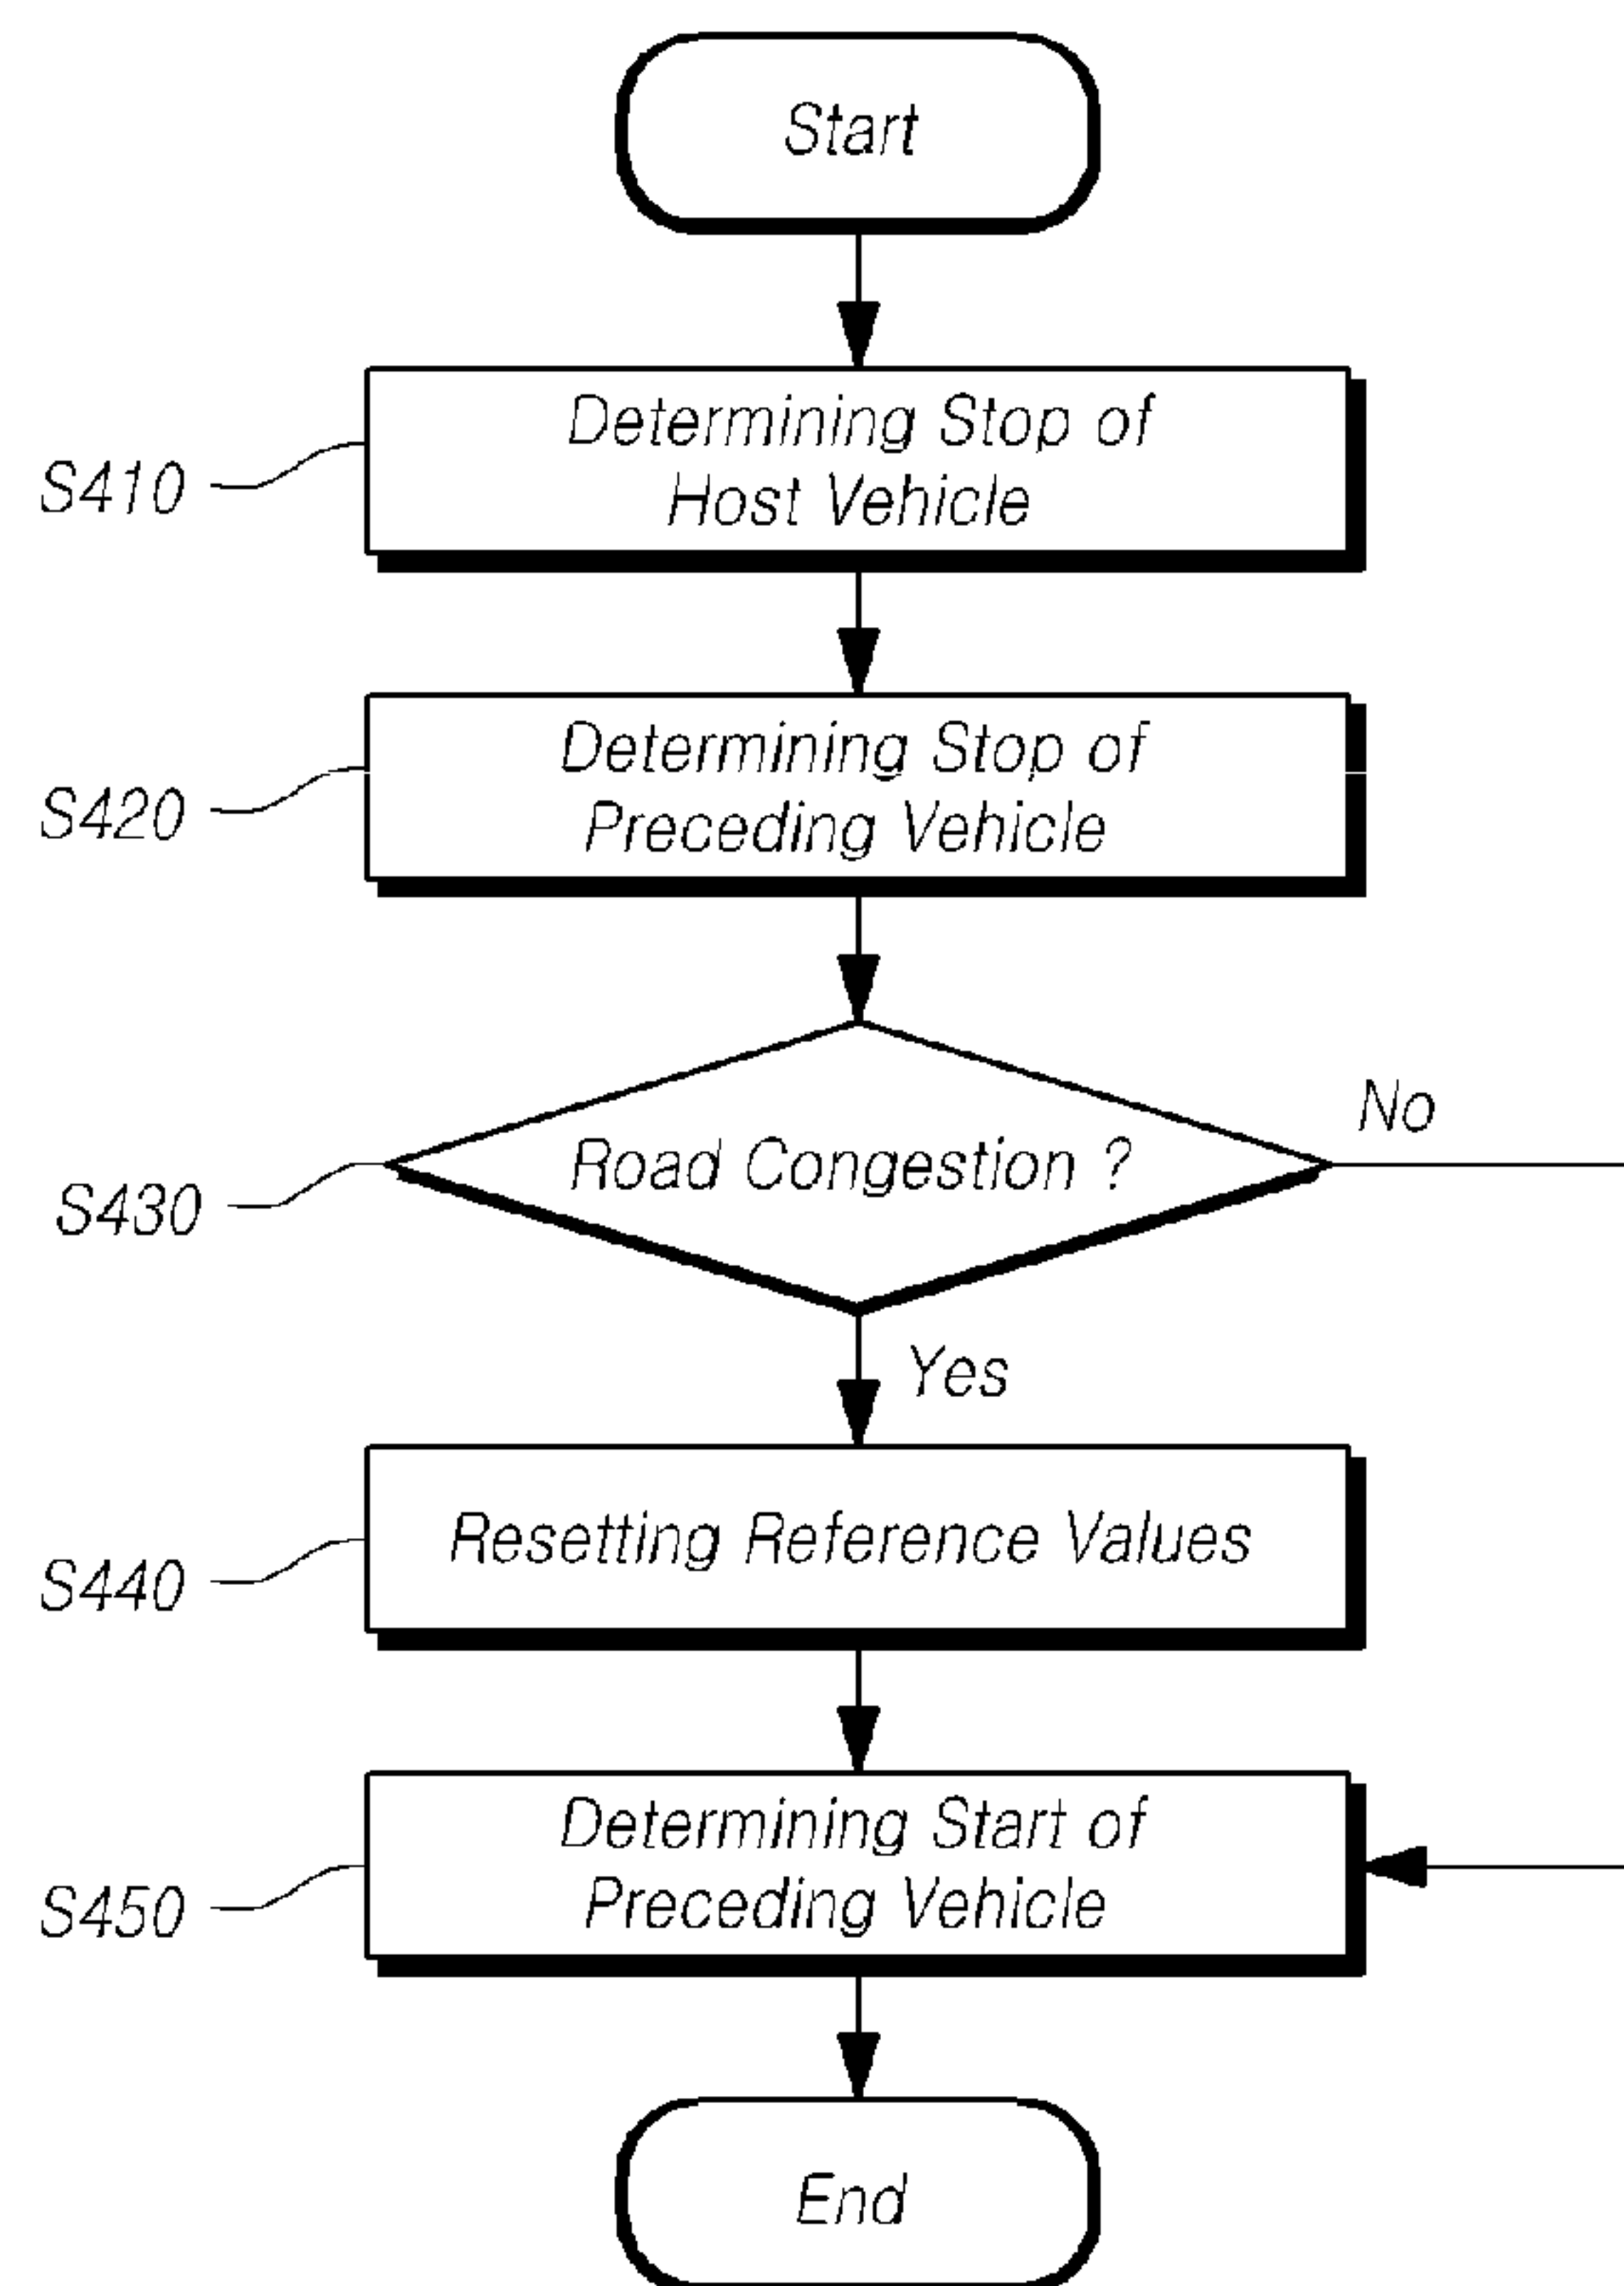 Start
Determining Stop of
Host Vehicle
S410
Determining Stop of
Preceding Vehicle
S420
No
Road Congestion ?
S430
Yes
Resetting Reference Values
S440
Determining Start of
Preceding Vehicle
S450
End